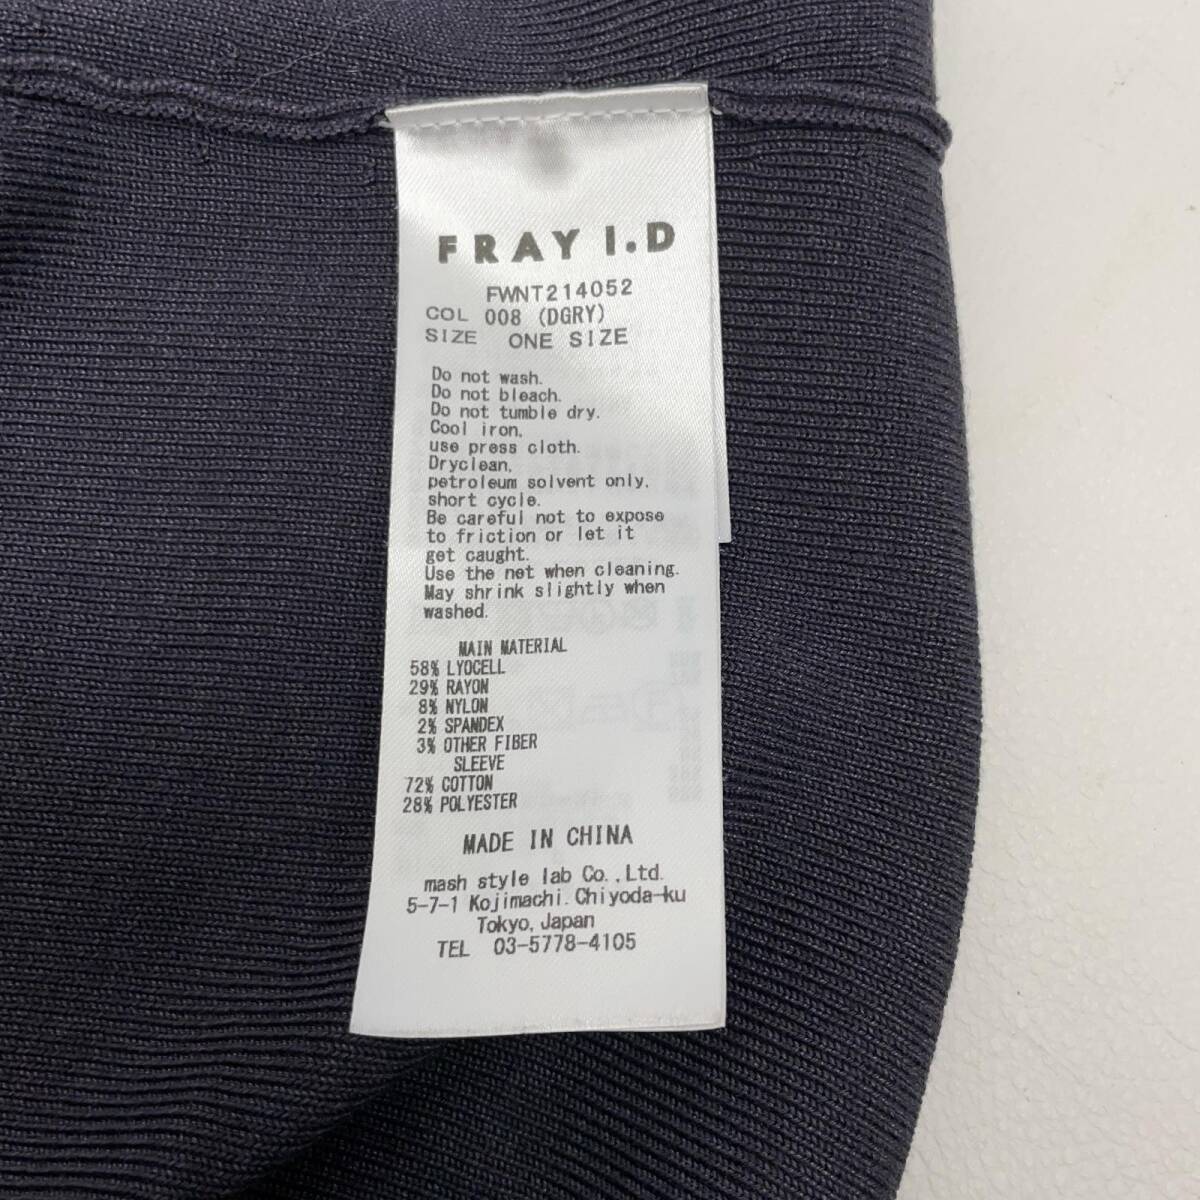 FRAY I.D
FWNT214052
COL 008 (DGRY)
SIZE ONE SIZE
Do not wash.
Do not bleach.
Do not tumble dry.
Cool iron,
use press cloth.
Dryclean,
petroleum solvent only,
short cycle.
Be careful not to expose
to friction or let it
get caught.
Use the net when cleaning.
May shrink slightly when
washed.
MAIN MATERIAL
58% LYOCELL
29% RAYON
8% NYLON
2% SPANDEX
3% OTHER FIBER
SLEEVE
72% COTTON
28% POLYESTER
MADE IN CHINA
mash style lab Co.,Ltd.
5-7-1 Kojimachi.Chiyoda-ku
Tokyo, Japan
TEL 03-5778-4105